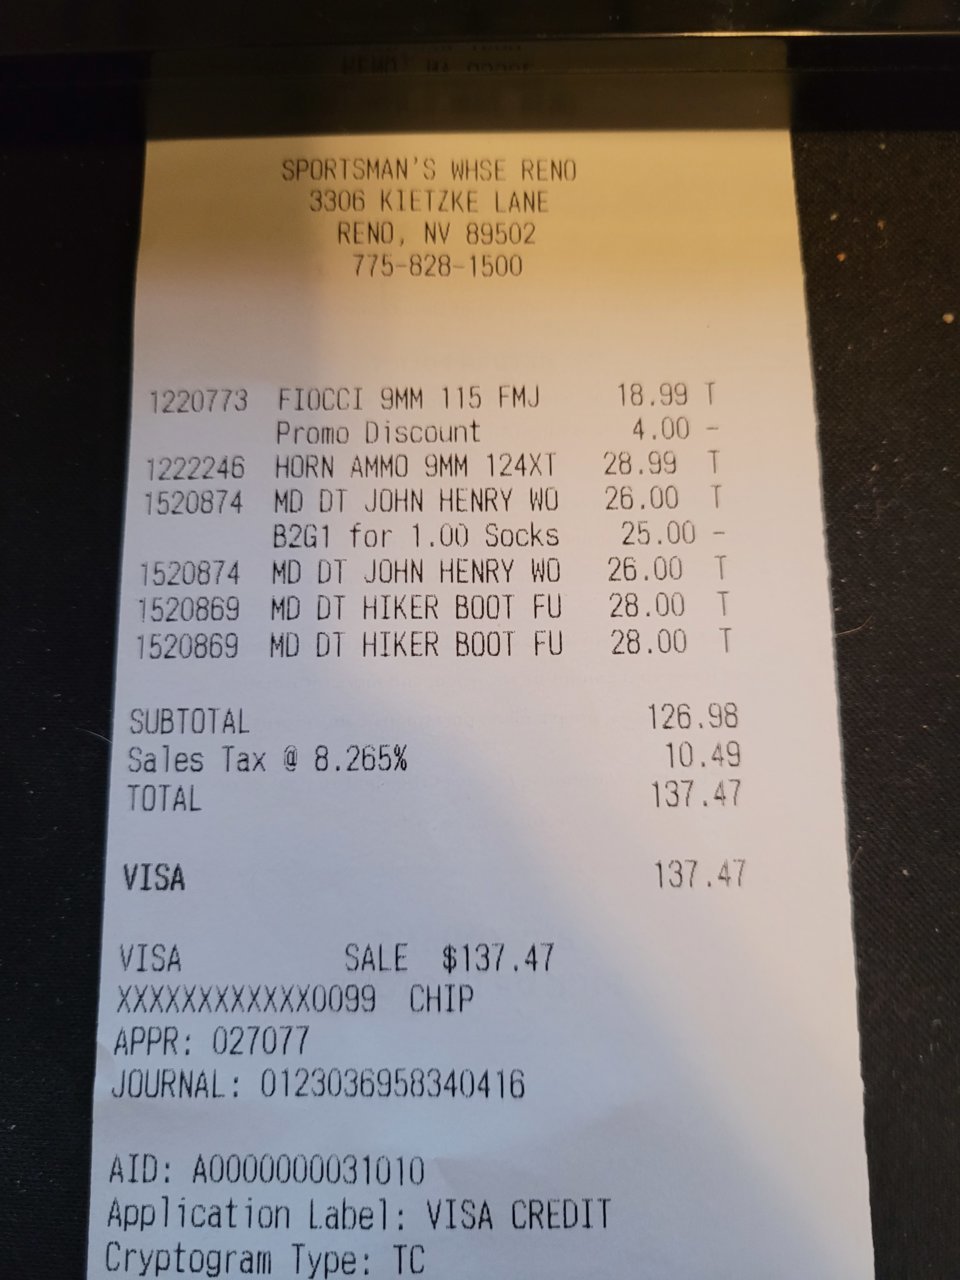 SPORTSMAN'S WHSE RENO
3306 KIETZKE LANE
RENO, NV 89502
775-828-1500
1220773 FIOCCI 9MM 115 FMJ 18.99 T
Promo Discount 4.00 -
1222246 HORN AMMO 9MM 124XT 28.99 T
1520874 MD DT JOHN HENRY WO 26.00 T
B2G1 for 1.00 Socks 25.00 -
1520874 MD DT JOHN HENRY WO 26.00 T
1520869 MD DT HIKER BOOT FU 28.00 T
1520869 MD DT HIKER BOOT FU 28.00 T
SUBTOTAL 126.98
Sales Tax @ 8.265% 10.49
TOTAL 137.47
VISA 137.47
VISA SALE $137.47
XXXXXXXXXXXX0099 CHIP
APPR: 027077
JOURNAL: 0123036958340416
AID: A0000000031010
Application Label: VISA CREDIT
Cryptogram Type: TC